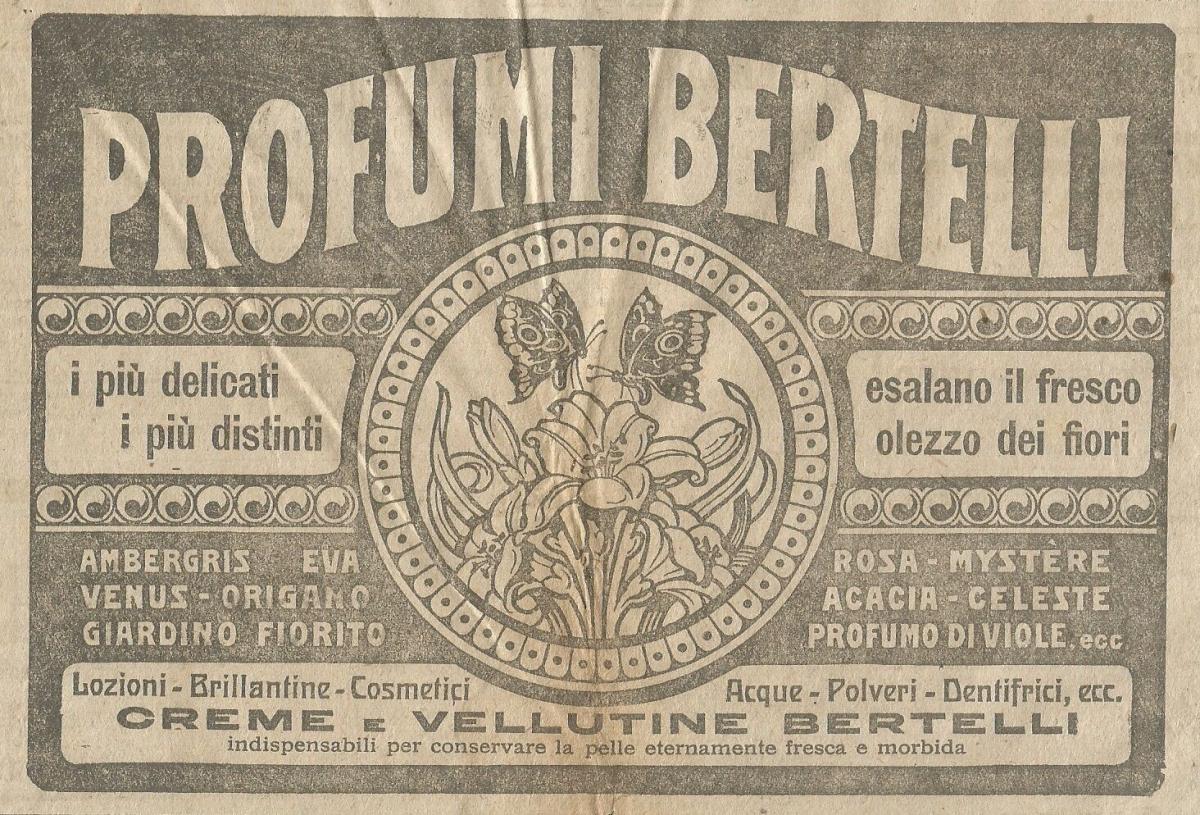 PROFUMI BERTELLI
i più delicati
i più distinti
esalano il fresco
olezzo dei fiori
AMBERGRIS EVA
VENUS - ORIGANO
GIARDINO FIORITO
ROSA - MYSTÈRE
ACACIA - CELESTE
PROFUMO DI VIOLE, ecc
Lozioni - Brillantine - Cosmetici
Acque - Polveri - Dentifrici, ecc.
CREME E VELLUTINE BERTELLI
indispensabili per conservare la pelle eternamente fresca e morbida